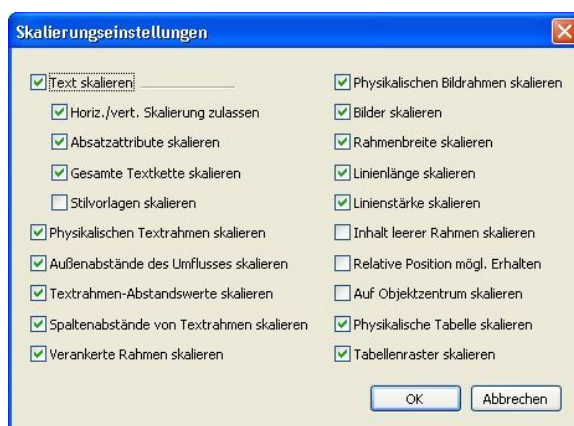 Skalierungseinstellungen
Text skalieren
Horiz./vert. Skalierung zulassen
Absatzattribute skalieren
Gesamte Textkette skalieren
Stilvorlagen skalieren
Physikalischen Textrahmen skalieren
Außenabstände des Umflusses skalieren
Textrahmen-Abstandswerte skalieren
Spaltenabstände von Textrahmen skalieren
Verankerte Rahmen skalieren
Physikalischen Bildrahmen skalieren
Bilder skalieren
Rahmenbreite skalieren
Linienlänge skalieren
Linienstärke skalieren
Inhalt leerer Rahmen skalieren
Relative Position mögl. Erhalten
Auf Objektzentrum skalieren
Physikalische Tabelle skalieren
Tabellenraster skalieren
OK
Abbrechen